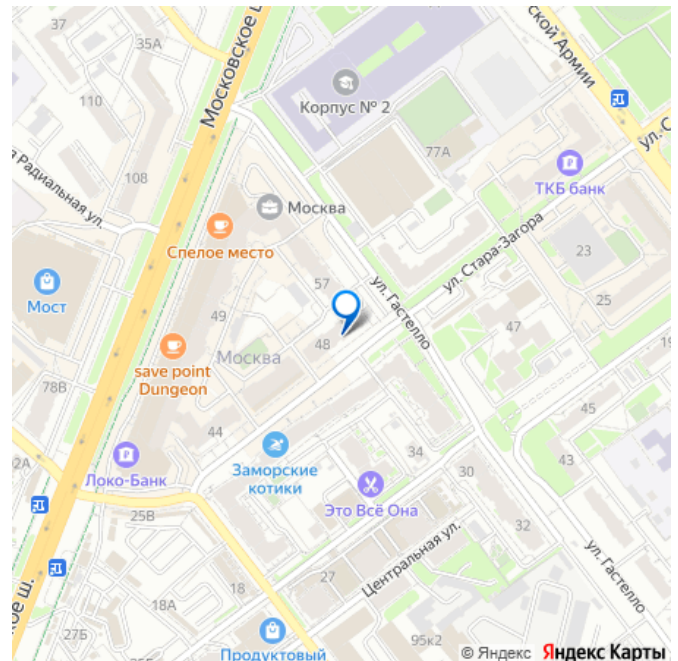 35А
Московское ш
ской Армии
110
Корпус № 2
77А
ул. С
108
я Радиальная ул.
ТКБ банк
Москва
ул. Стара-Загора
Спелое место
23
Мост
57
ул. Гастелло
25
49
48
47
Москва
save point
Dungeon
78В
19
45
44
34
43
2А
Локо-Банк
Заморские
котики
30
Это Всё Она
25В
32
Центральная ул.
ул. Гастелло
27
18
18А
ое ш.
27Б
Продуктовый
95к2
© Яндекс Яндекс Карты